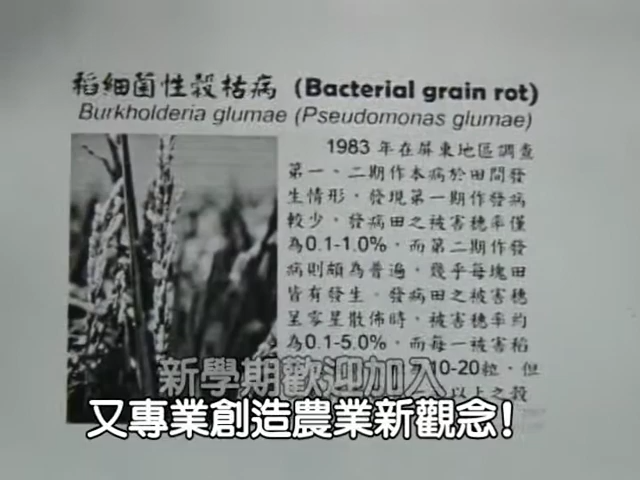 稻細菌性穀枯病 (Bacterial grain rot)
Burkholderia glumae (Pseudomonas glumae)
1983 年在屏東地區調查
第一、二期作本病於田間發
生情形，發現第一期作發病
較少，發病田之被害穗率僅
為0.1-1.0%，而第二期作發
病則頗為普遍，幾乎每塊田
皆有發生。發病田之被害穗
呈零星散佈時，被害穗率約
為0.1-5.0%，而每一被害稻
10-20粒，但
以上之穀
新學期歡迎加入
又專業創造農業新觀念!